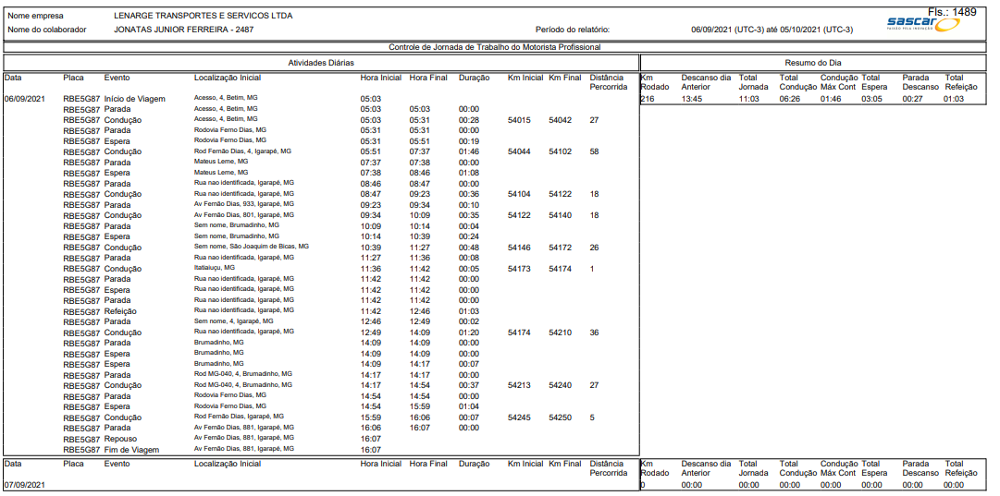 Fls.: 1489
Nome empresa LENARGE TRANSPORTES E SERVICOS LTDA sascar
PAIXÃO PELA INOVAÇÃO
Nome do colaborador JONATAS JUNIOR FERREIRA - 2487 Período do relatório: 06/09/2021 (UTC-3) até 05/10/2021 (UTC-3)
Controle de Jornada de Trabalho do Motorista Profissional
Atividades Diárias Resumo do Dia
Data Placa Evento Localização Inicial Hora Inicial Hora Final Duração Km Inicial Km Final Distância Percorrida Km Rodado Descanso dia Anterior Total Jornada Total Condução Condução Máx Cont Total Espera Parada Descanso Total Refeição
06/09/2021 RBE5G87 Início de Viagem Acesso, 4, Betim, MG 05:03 216 13:45 11:03 06:26 01:46 03:05 00:27 01:03
RBE5G87 Parada Acesso, 4, Betim, MG 05:03 05:03 00:00
RBE5G87 Condução Acesso, 4, Betim, MG 05:03 05:31 00:28 54015 54042 27
RBE5G87 Parada Rodovia Ferno Dias, MG 05:31 05:31 00:00
RBE5G87 Espera Rodovia Ferno Dias, MG 05:31 05:51 00:19
RBE5G87 Condução Rod Fernão Dias, 4, Igarapé, MG 05:51 07:37 01:46 54044 54102 58
RBE5G87 Parada Mateus Leme, MG 07:37 07:38 00:00
RBE5G87 Espera Mateus Leme, MG 07:38 08:46 01:08
RBE5G87 Parada Rua nao identificada, Igarapé, MG 08:46 08:47 00:00
RBE5G87 Condução Rua nao identificada, Igarapé, MG 08:47 09:23 00:36 54104 54122 18
RBE5G87 Parada Av Fernão Dias, 933, Igarapé, MG 09:23 09:34 00:10
RBE5G87 Condução Av Fernão Dias, 801, Igarapé, MG 09:34 10:09 00:35 54122 54140 18
RBE5G87 Parada Sem nome, Brumadinho, MG 10:09 10:14 00:04
RBE5G87 Espera Sem nome, Brumadinho, MG 10:14 10:39 00:24
RBE5G87 Condução Sem nome, São Joaquim de Bicas, MG 10:39 11:27 00:48 54146 54172 26
RBE5G87 Parada Rua nao identificada, Igarapé, MG 11:27 11:36 00:08
RBE5G87 Condução Itatiaiuçu, MG 11:36 11:42 00:05 54173 54174 1
RBE5G87 Parada Rua nao identificada, Igarapé, MG 11:42 11:42 00:00
RBE5G87 Espera Rua nao identificada, Igarapé, MG 11:42 11:42 00:00
RBE5G87 Parada Rua nao identificada, Igarapé, MG 11:42 11:42 00:00
RBE5G87 Refeição Rua nao identificada, Igarapé, MG 11:42 12:46 01:03
RBE5G87 Parada Sem nome, 4, Igarapé, MG 12:46 12:49 00:02
RBE5G87 Condução Rua nao identificada, Igarapé, MG 12:49 14:09 01:20 54174 54210 36
RBE5G87 Parada Brumadinho, MG 14:09 14:09 00:00
RBE5G87 Espera Brumadinho, MG 14:09 14:09 00:00
RBE5G87 Espera Brumadinho, MG 14:09 14:17 00:07
RBE5G87 Parada Rod MG-040, 4, Brumadinho, MG 14:17 14:17 00:00
RBE5G87 Condução Rod MG-040, 4, Brumadinho, MG 14:17 14:54 00:37 54213 54240 27
RBE5G87 Parada Rodovia Ferno Dias, MG 14:54 14:54 00:00
RBE5G87 Espera Rodovia Ferno Dias, MG 14:54 15:59 01:04
RBE5G87 Condução Rod Fernão Dias, Igarapé, MG 15:59 16:06 00:07 54245 54250 5
RBE5G87 Parada Av Fernão Dias, 881, Igarapé, MG 16:06 16:07 00:00
RBE5G87 Repouso Av Fernão Dias, 881, Igarapé, MG 16:07
RBE5G87 Fim de Viagem Av Fernão Dias, 881, Igarapé, MG 16:07
Data Placa Evento Localização Inicial Hora Inicial Hora Final Duração Km Inicial Km Final Distância Percorrida Km Rodado Descanso dia Anterior Total Jornada Total Condução Condução Máx Cont Total Espera Parada Descanso Total Refeição
07/09/2021 0 00:00 00:00 00:00 00:00 00:00 00:00 00:00